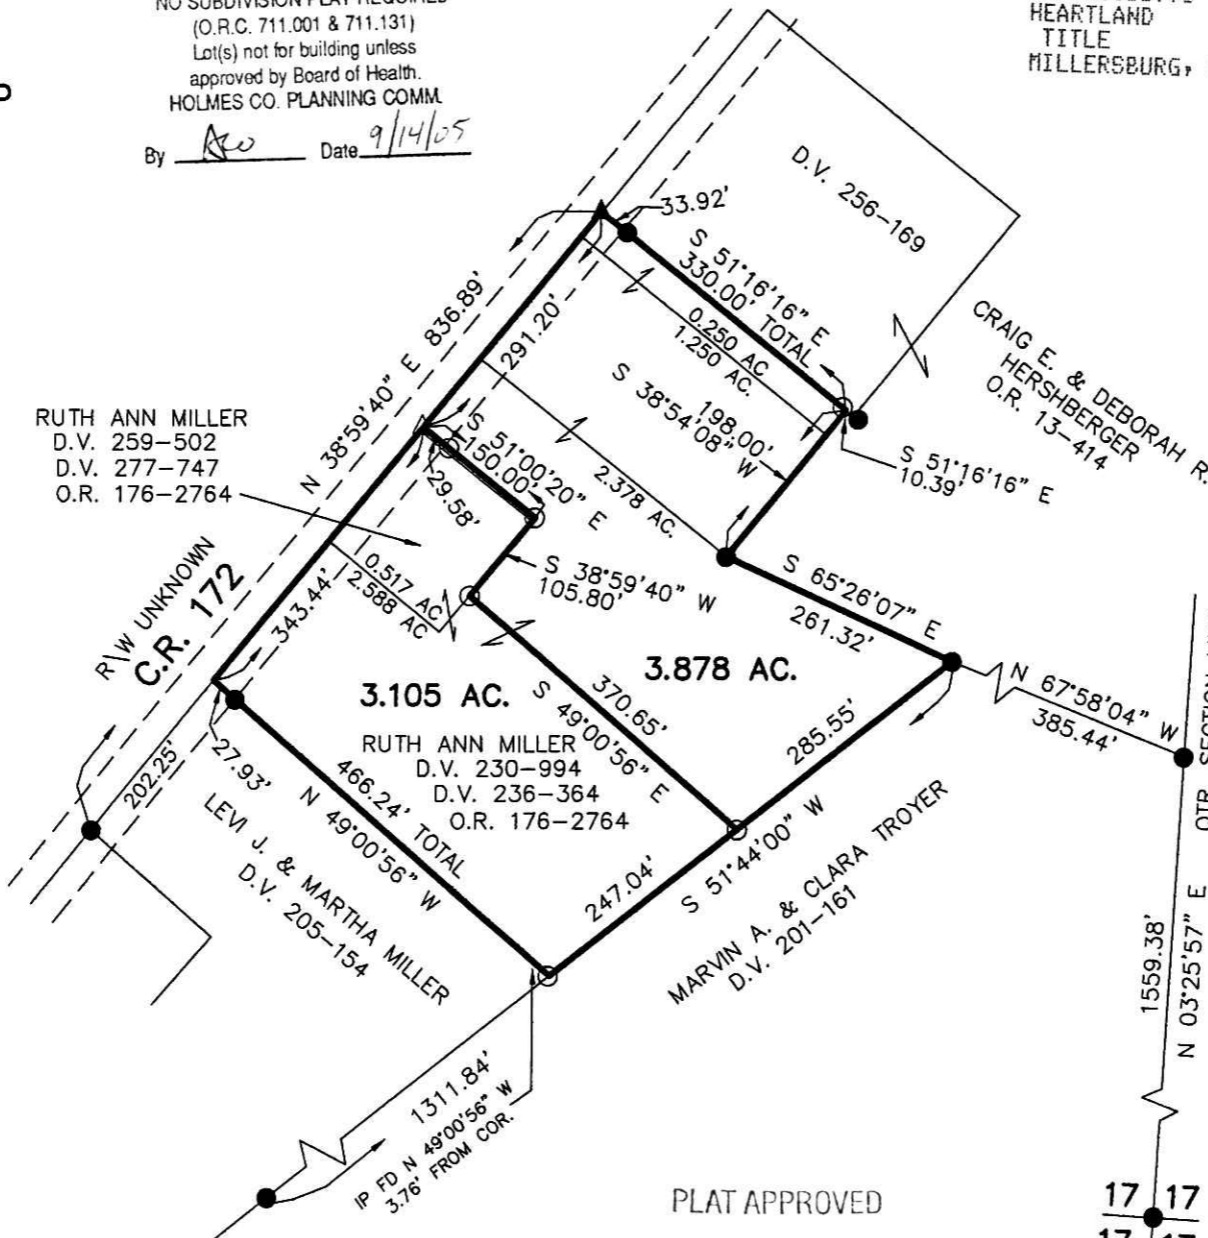 NO SUBDIVISION PLAT REQUIRED
(O.R.C. 711.001 & 711.131)
Lot(s) not for building unless
approved by Board of Health.
HOLMES CO. PLANNING COMM.
By Date 9/14/05
HEARTLAND
TITLE
MILLERSBURG,
D.V. 256-169
33.92'
S 51°16'16" E
330.00' TOTAL
0.250 AC
1.250 AC.
CRAIG E. & DEBORAH R.
HERSHBERGER
O.R. 13-414
N 38°59'40" E 836.89'
291.20'
198.00'
S 38°54'08" W
S 51°16'16" E
10.39'
RUTH ANN MILLER
D.V. 259-502
D.V. 277-747
O.R. 176-2764
S 51°00'20" E
150.00'
29.58'
2.378 AC.
S 38°59'40" W
105.80'
0.517 AC
2.588 AC
R\W UNKNOWN
C.R. 172
343.44'
S 65°26'07" E
261.32'
3.878 AC.
3.105 AC.
370.65'
S 49°00'56" E
285.55'
N 67°58'04" W
385.44'
RUTH ANN MILLER
D.V. 230-994
D.V. 236-364
O.R. 176-2764
202.25'
27.93'
466.24' TOTAL
N 49°00'56" W
LEVI J. & MARTHA MILLER
D.V. 205-154
247.04'
S 51°44'00" W
MARVIN A. & CLARA TROYER
D.V. 201-161
1559.38'
N 03°25'57" E QTR. SECTION
1311.84'
IP FD N 49°00'56" W
3.76' FROM COR.
PLAT APPROVED
17 17
17 17